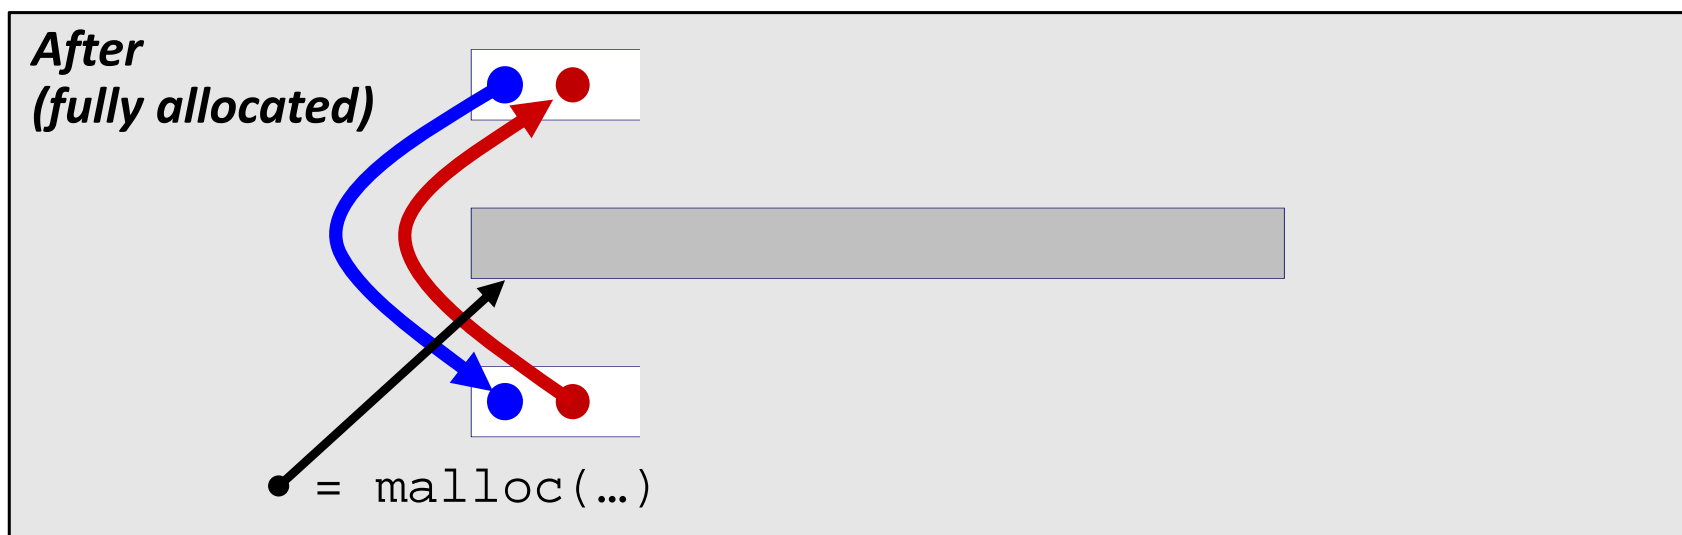 After
(fully allocated)
= malloc(…)